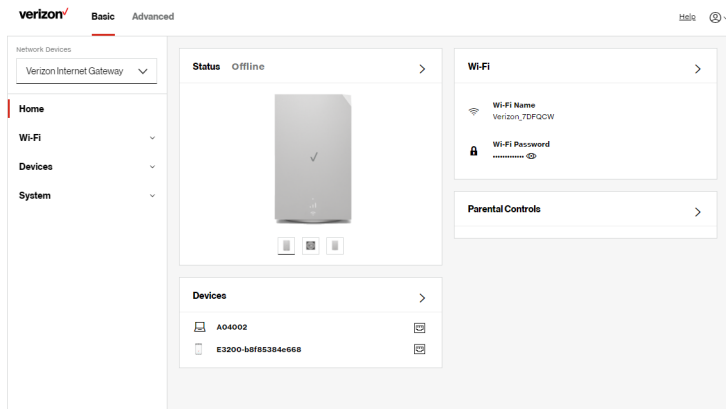 verizon
Basic
Advanced
Help
Network Devices
Verizon Internet Gateway
Home
Wi-Fi
Devices
System
Status Offline
Devices
A04002
E3200-b8f85384e668
Wi-Fi
Wi-Fi Name
Verizon_7DFQCW
Wi-Fi Password
••••••••••••
Parental Controls